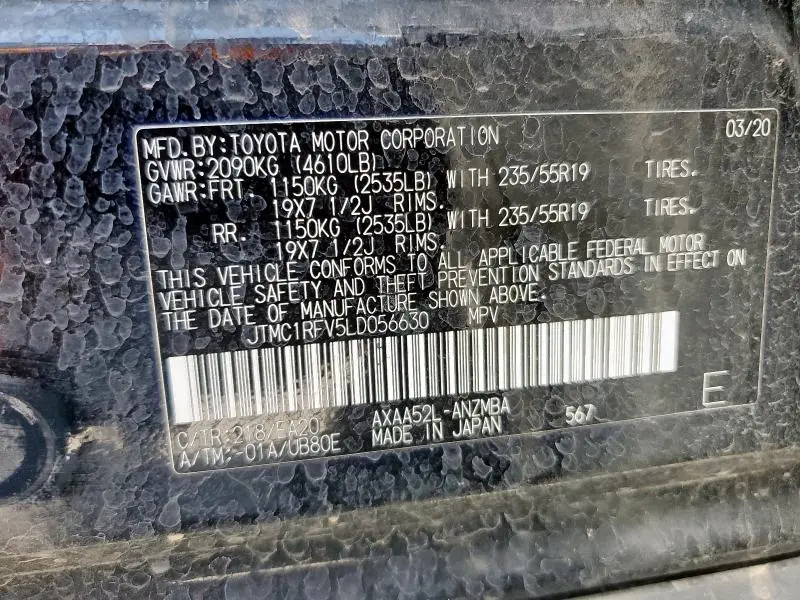 03/20
MFD.BY:TOYOTA MOTOR CORPORATION
GVWR:2090KG (4610LB)
GAWR:FRT. 1150KG (2535LB) WITH 235/55R19 TIRES.
19X7 1/2J RIMS.
RR. 1150KG (2535LB) WITH 235/55R19 TIRES.
19X7 1/2J RIMS.
THIS VEHICLE CONFORMS TO ALL APPLICABLE FEDERAL MOTOR
VEHICLE SAFETY AND THEFT PREVENTION STANDARDS IN EFFECT ON
THE DATE OF MANUFACTURE SHOWN ABOVE.
JTMC1RFV5LD056630 MPV
C/TR:218/EA20 AXAA52L-ANZMBA 567 E
A/TM:-01A/UB80E MADE IN JAPAN